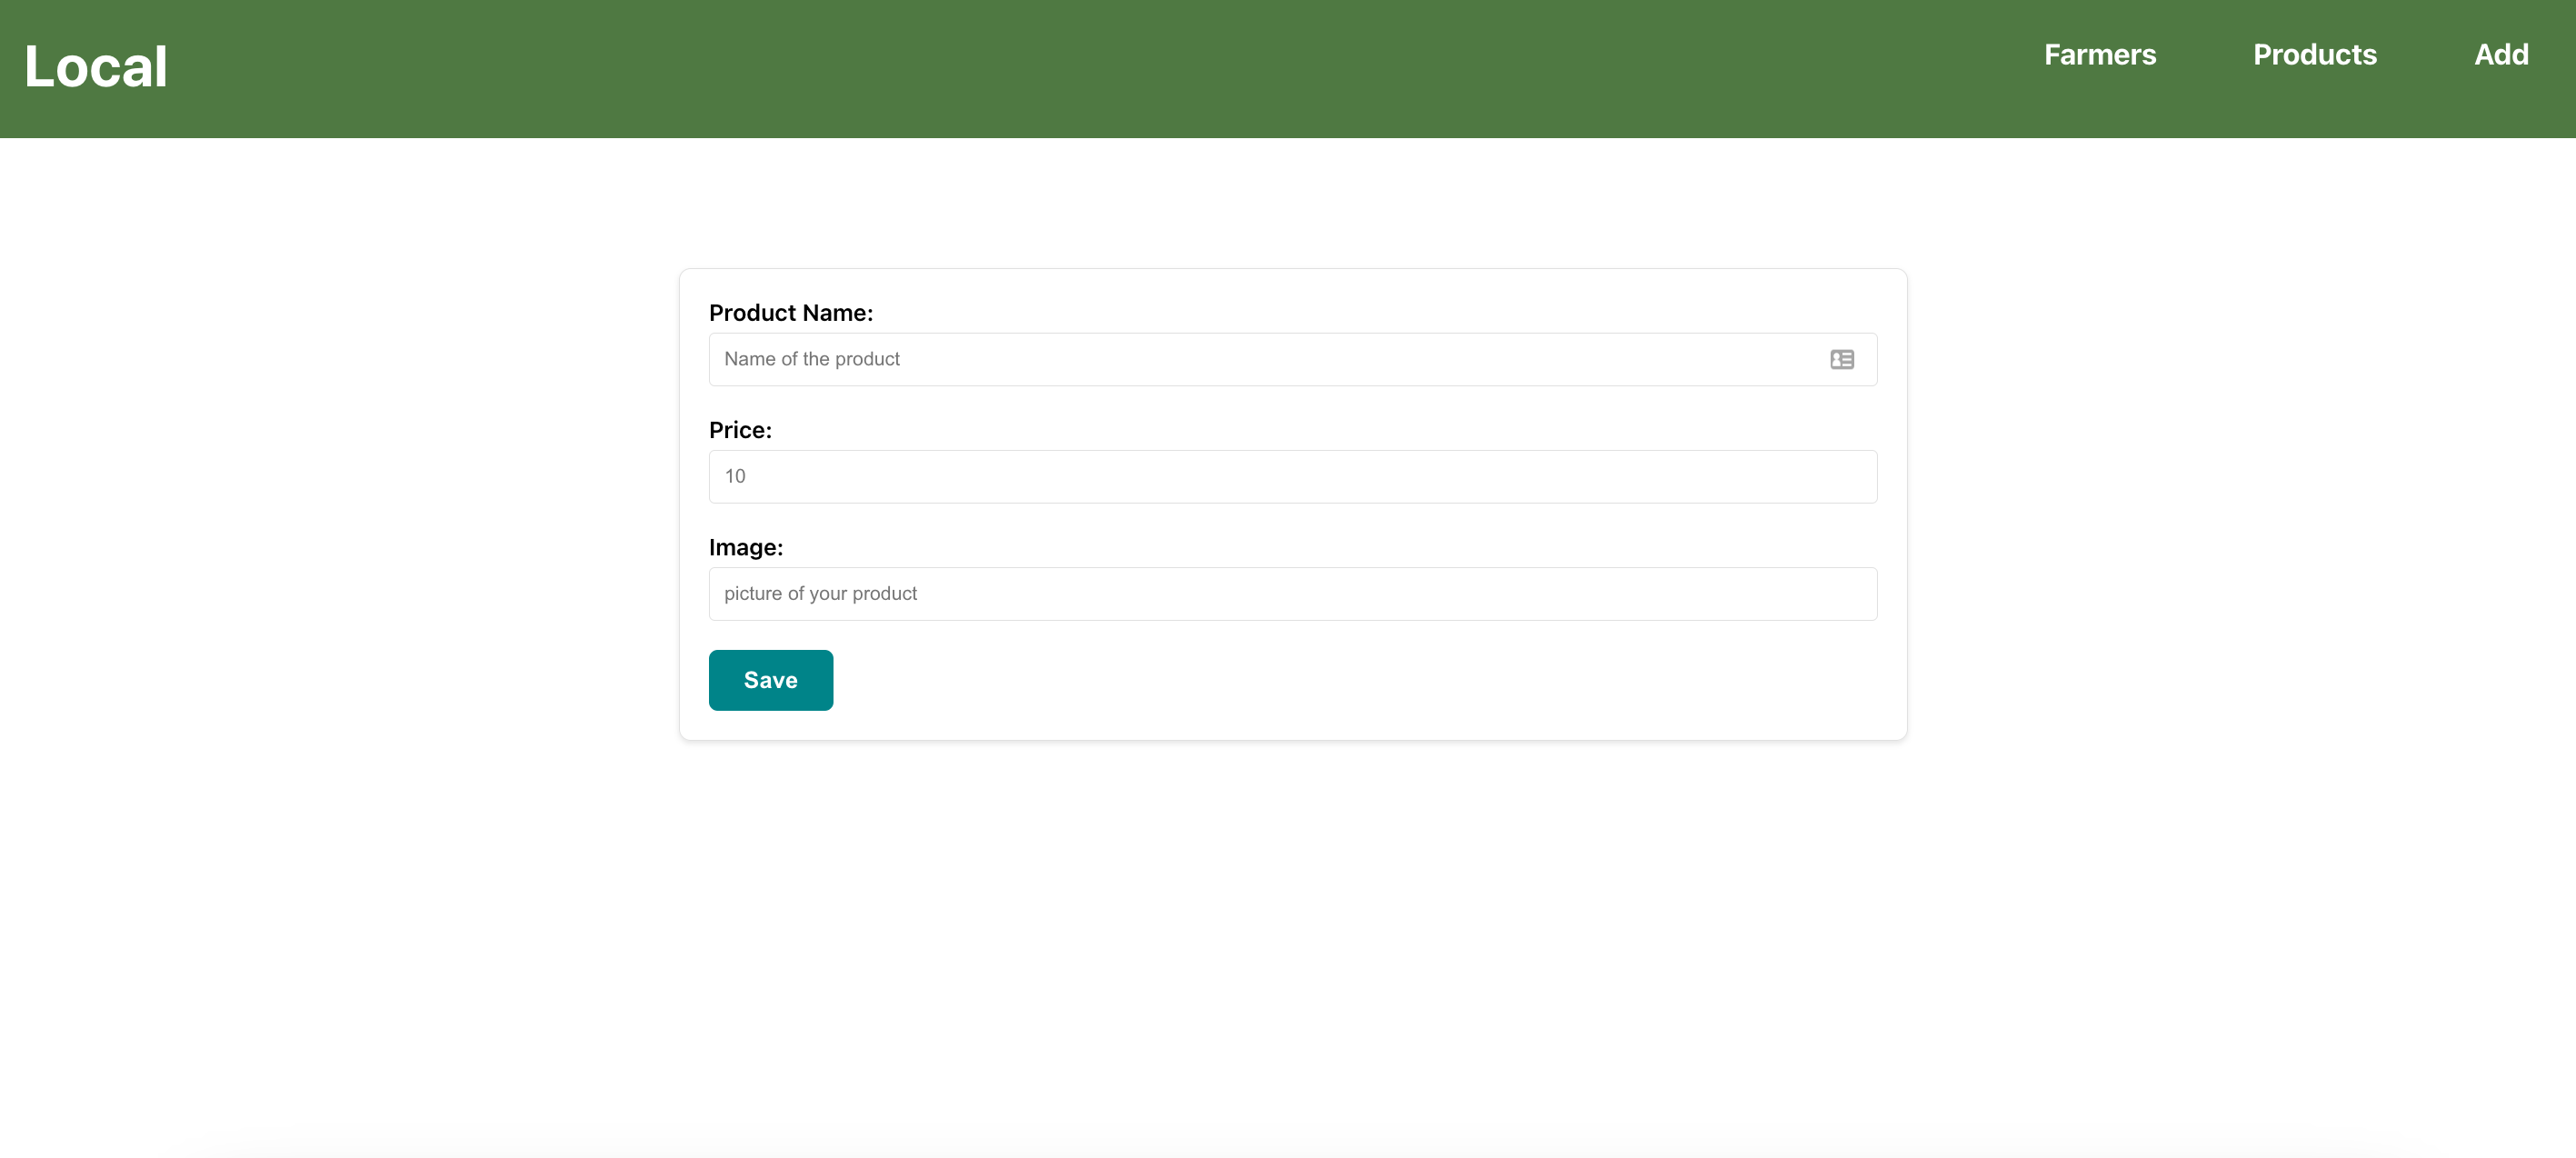 Local
Farmers Products Add
Product Name:
Name of the product
Price:
10
Image:
picture of your product
Save